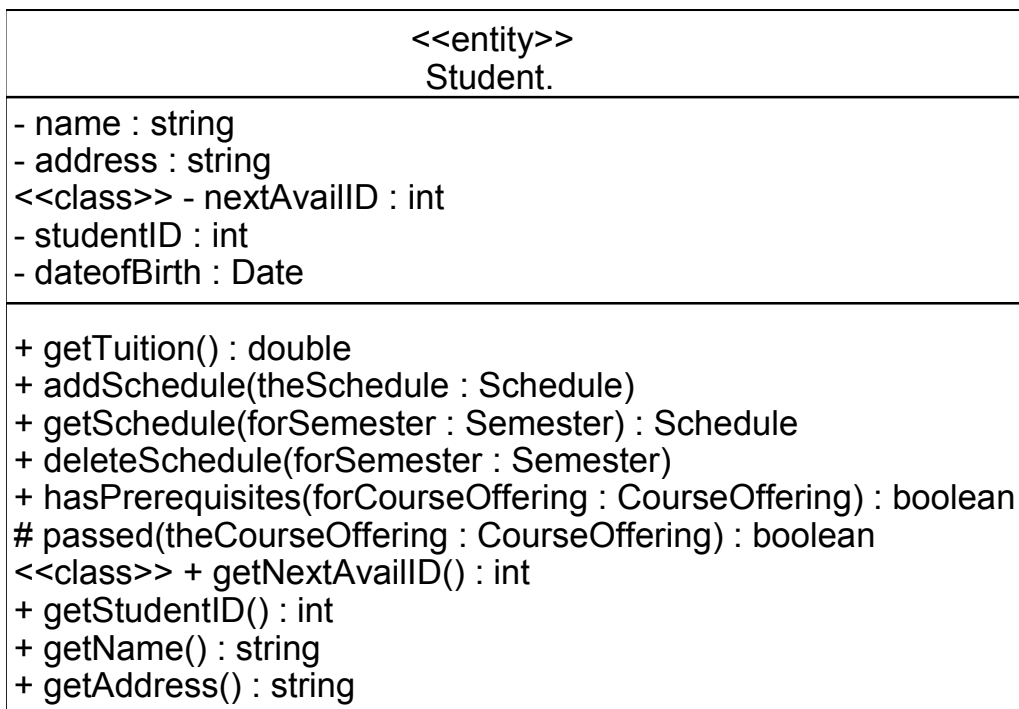 <<entity>>
Student.
- name : string
- address : string
<<class>> - nextAvailID : int
- studentID : int
- dateofBirth : Date
+ getTuition() : double
+ addSchedule(theSchedule : Schedule)
+ getSchedule(forSemester : Semester) : Schedule
+ deleteSchedule(forSemester : Semester)
+ hasPrerequisites(forCourseOffering : CourseOffering) : boolean
# passed(theCourseOffering : CourseOffering) : boolean
<<class>> + getNextAvailID() : int
+ getStudentID() : int
+ getName() : string
+ getAddress() : string